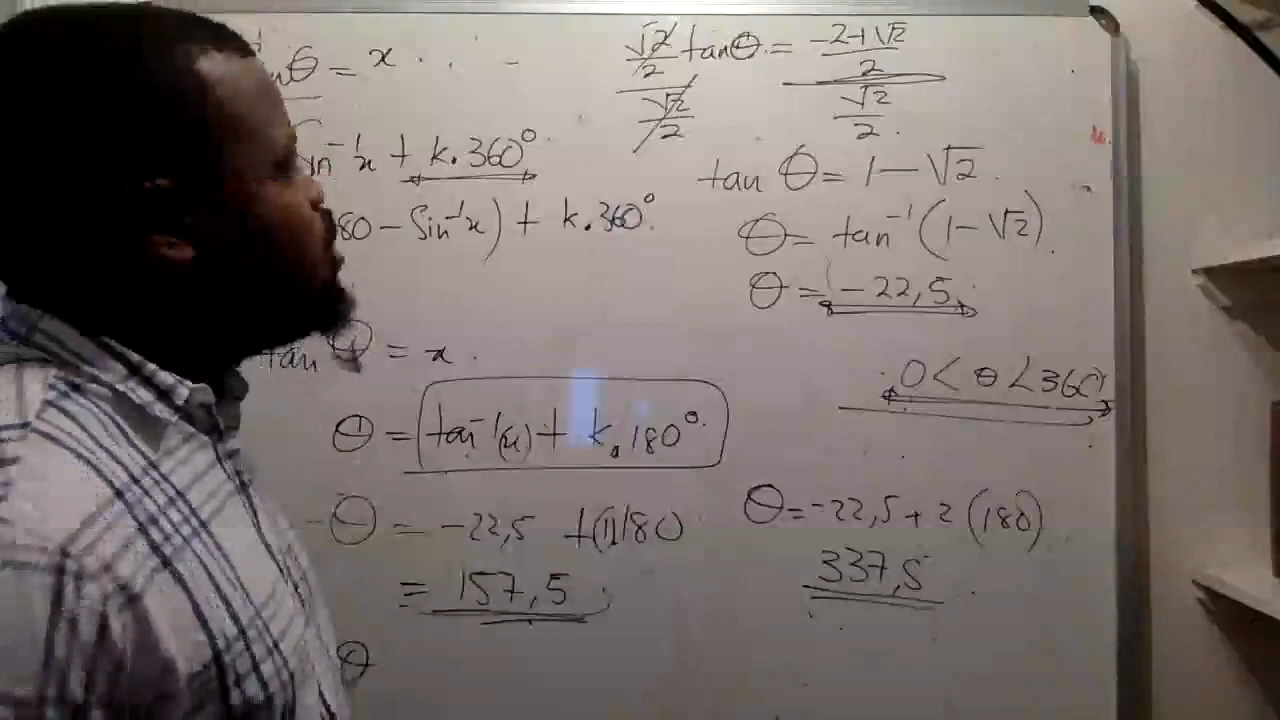 θ = x
in⁻¹x + k.360°
80 - Sin⁻¹x) + k.360°
tan θ = x.
θ = tan⁻¹(x) + k.180°.
θ = -22,5 +(1)180
= 157,5
θ
√2/2 tanθ = -2+√2/2
√2/2 √2/2.
tan θ = 1 - √2.
θ = tan⁻¹(1 - √2).
θ = -22,5.
0 < θ < 360°
θ = -22,5 + 2(180)
337,5